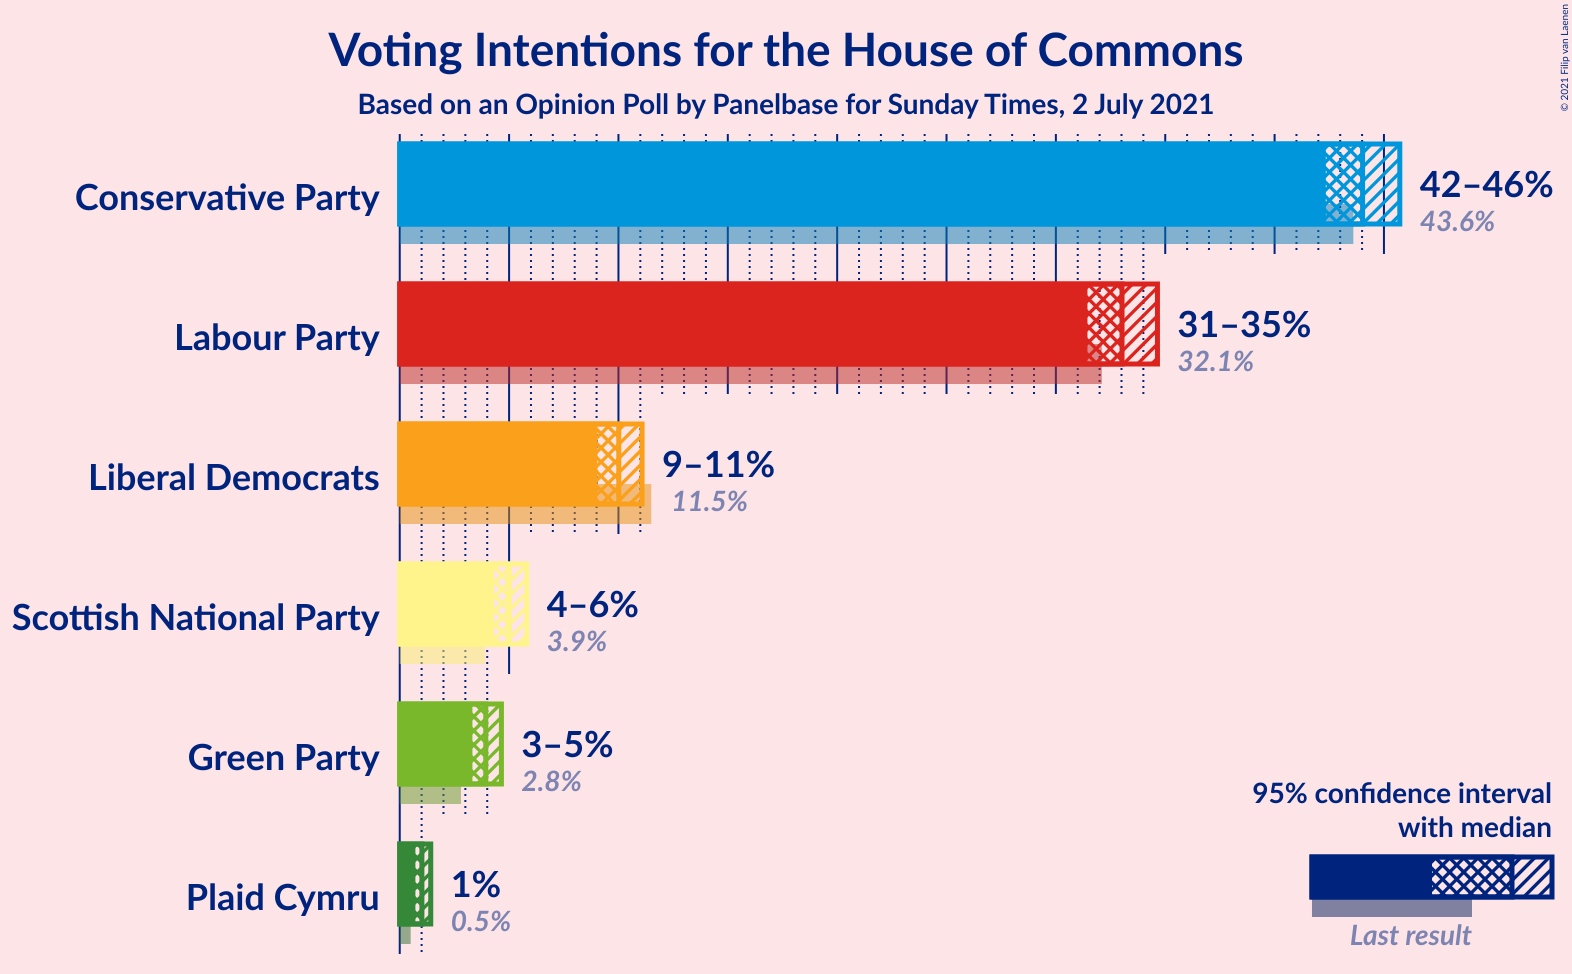 Voting Intentions for the House of Commons
Based on an Opinion Poll by Panelbase for Sunday Times, 2 July 2021
© 2021 Filip van Laenen
Conservative Party
42–46%
43.6%
Labour Party
31–35%
32.1%
Liberal Democrats
9–11%
11.5%
Scottish National Party
4–6%
3.9%
Green Party
3–5%
2.8%
Plaid Cymru
1%
0.5%
95% confidence interval
with median
Last result